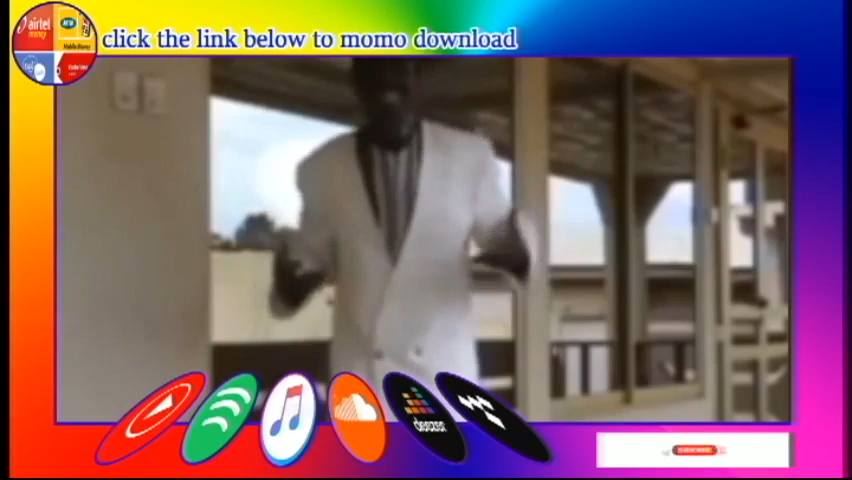 click the link below to momo download
airtel
money
MTN
Mobile Money
deezer